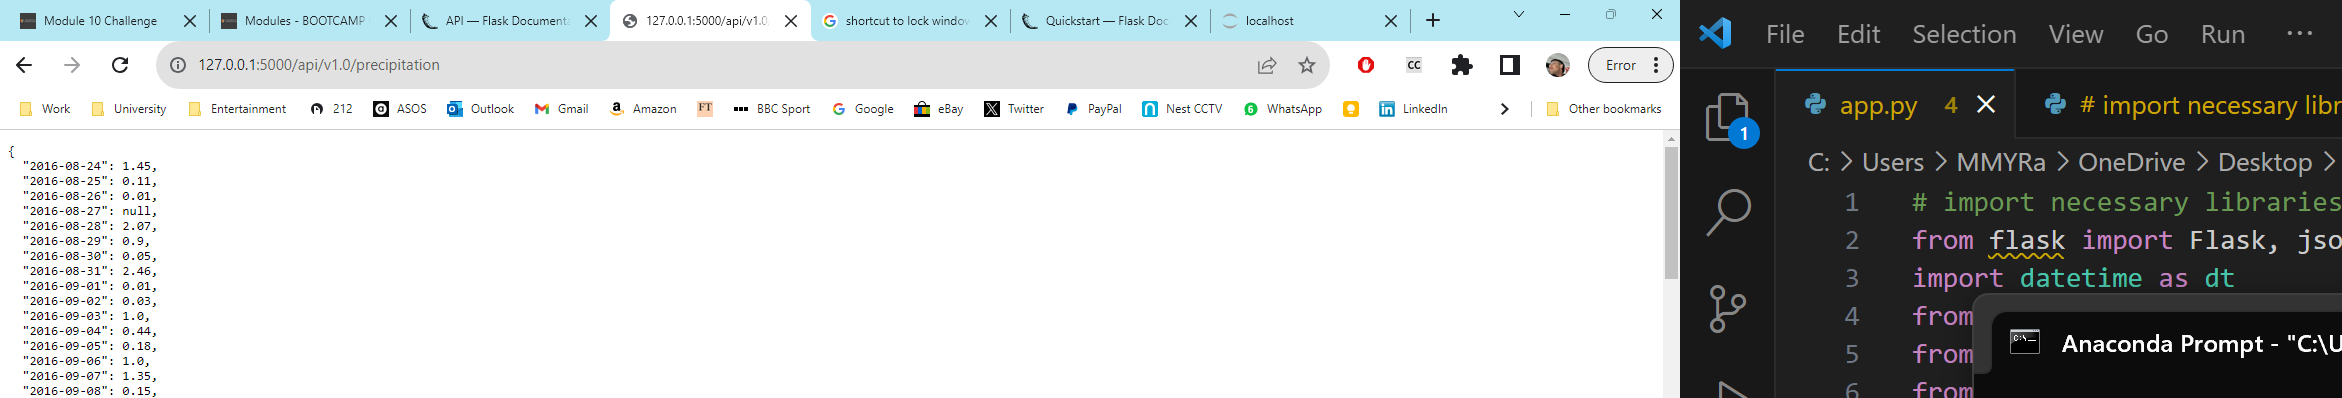 Module 10 Challenge
Modules - BOOTCAMP
API — Flask Documenta
127.0.0.1:5000/api/v1.0
shortcut to lock window
Quickstart — Flask Doc
localhost
127.0.0.1:5000/api/v1.0/precipitation
CC
Error
Work
University
Entertainment
212
ASOS
Outlook
Gmail
Amazon
FT
BBC Sport
Google
eBay
Twitter
PayPal
Nest CCTV
6
WhatsApp
LinkedIn
Other bookmarks
{
"2016-08-24": 1.45,
"2016-08-25": 0.11,
"2016-08-26": 0.01,
"2016-08-27": null,
"2016-08-28": 2.07,
"2016-08-29": 0.9,
"2016-08-30": 0.05,
"2016-08-31": 2.46,
"2016-09-01": 0.01,
"2016-09-02": 0.03,
"2016-09-03": 1.0,
"2016-09-04": 0.44,
"2016-09-05": 0.18,
"2016-09-06": 1.0,
"2016-09-07": 1.35,
"2016-09-08": 0.15,
File Edit Selection View Go Run ···
1
app.py 4
# import necessary libr
C: > Users > MMYRa > OneDrive > Desktop >
1 # import necessary libraries
2 from flask import Flask, jso
3 import datetime as dt
4 from
5 from
6 from
Anaconda Prompt - "C:\U